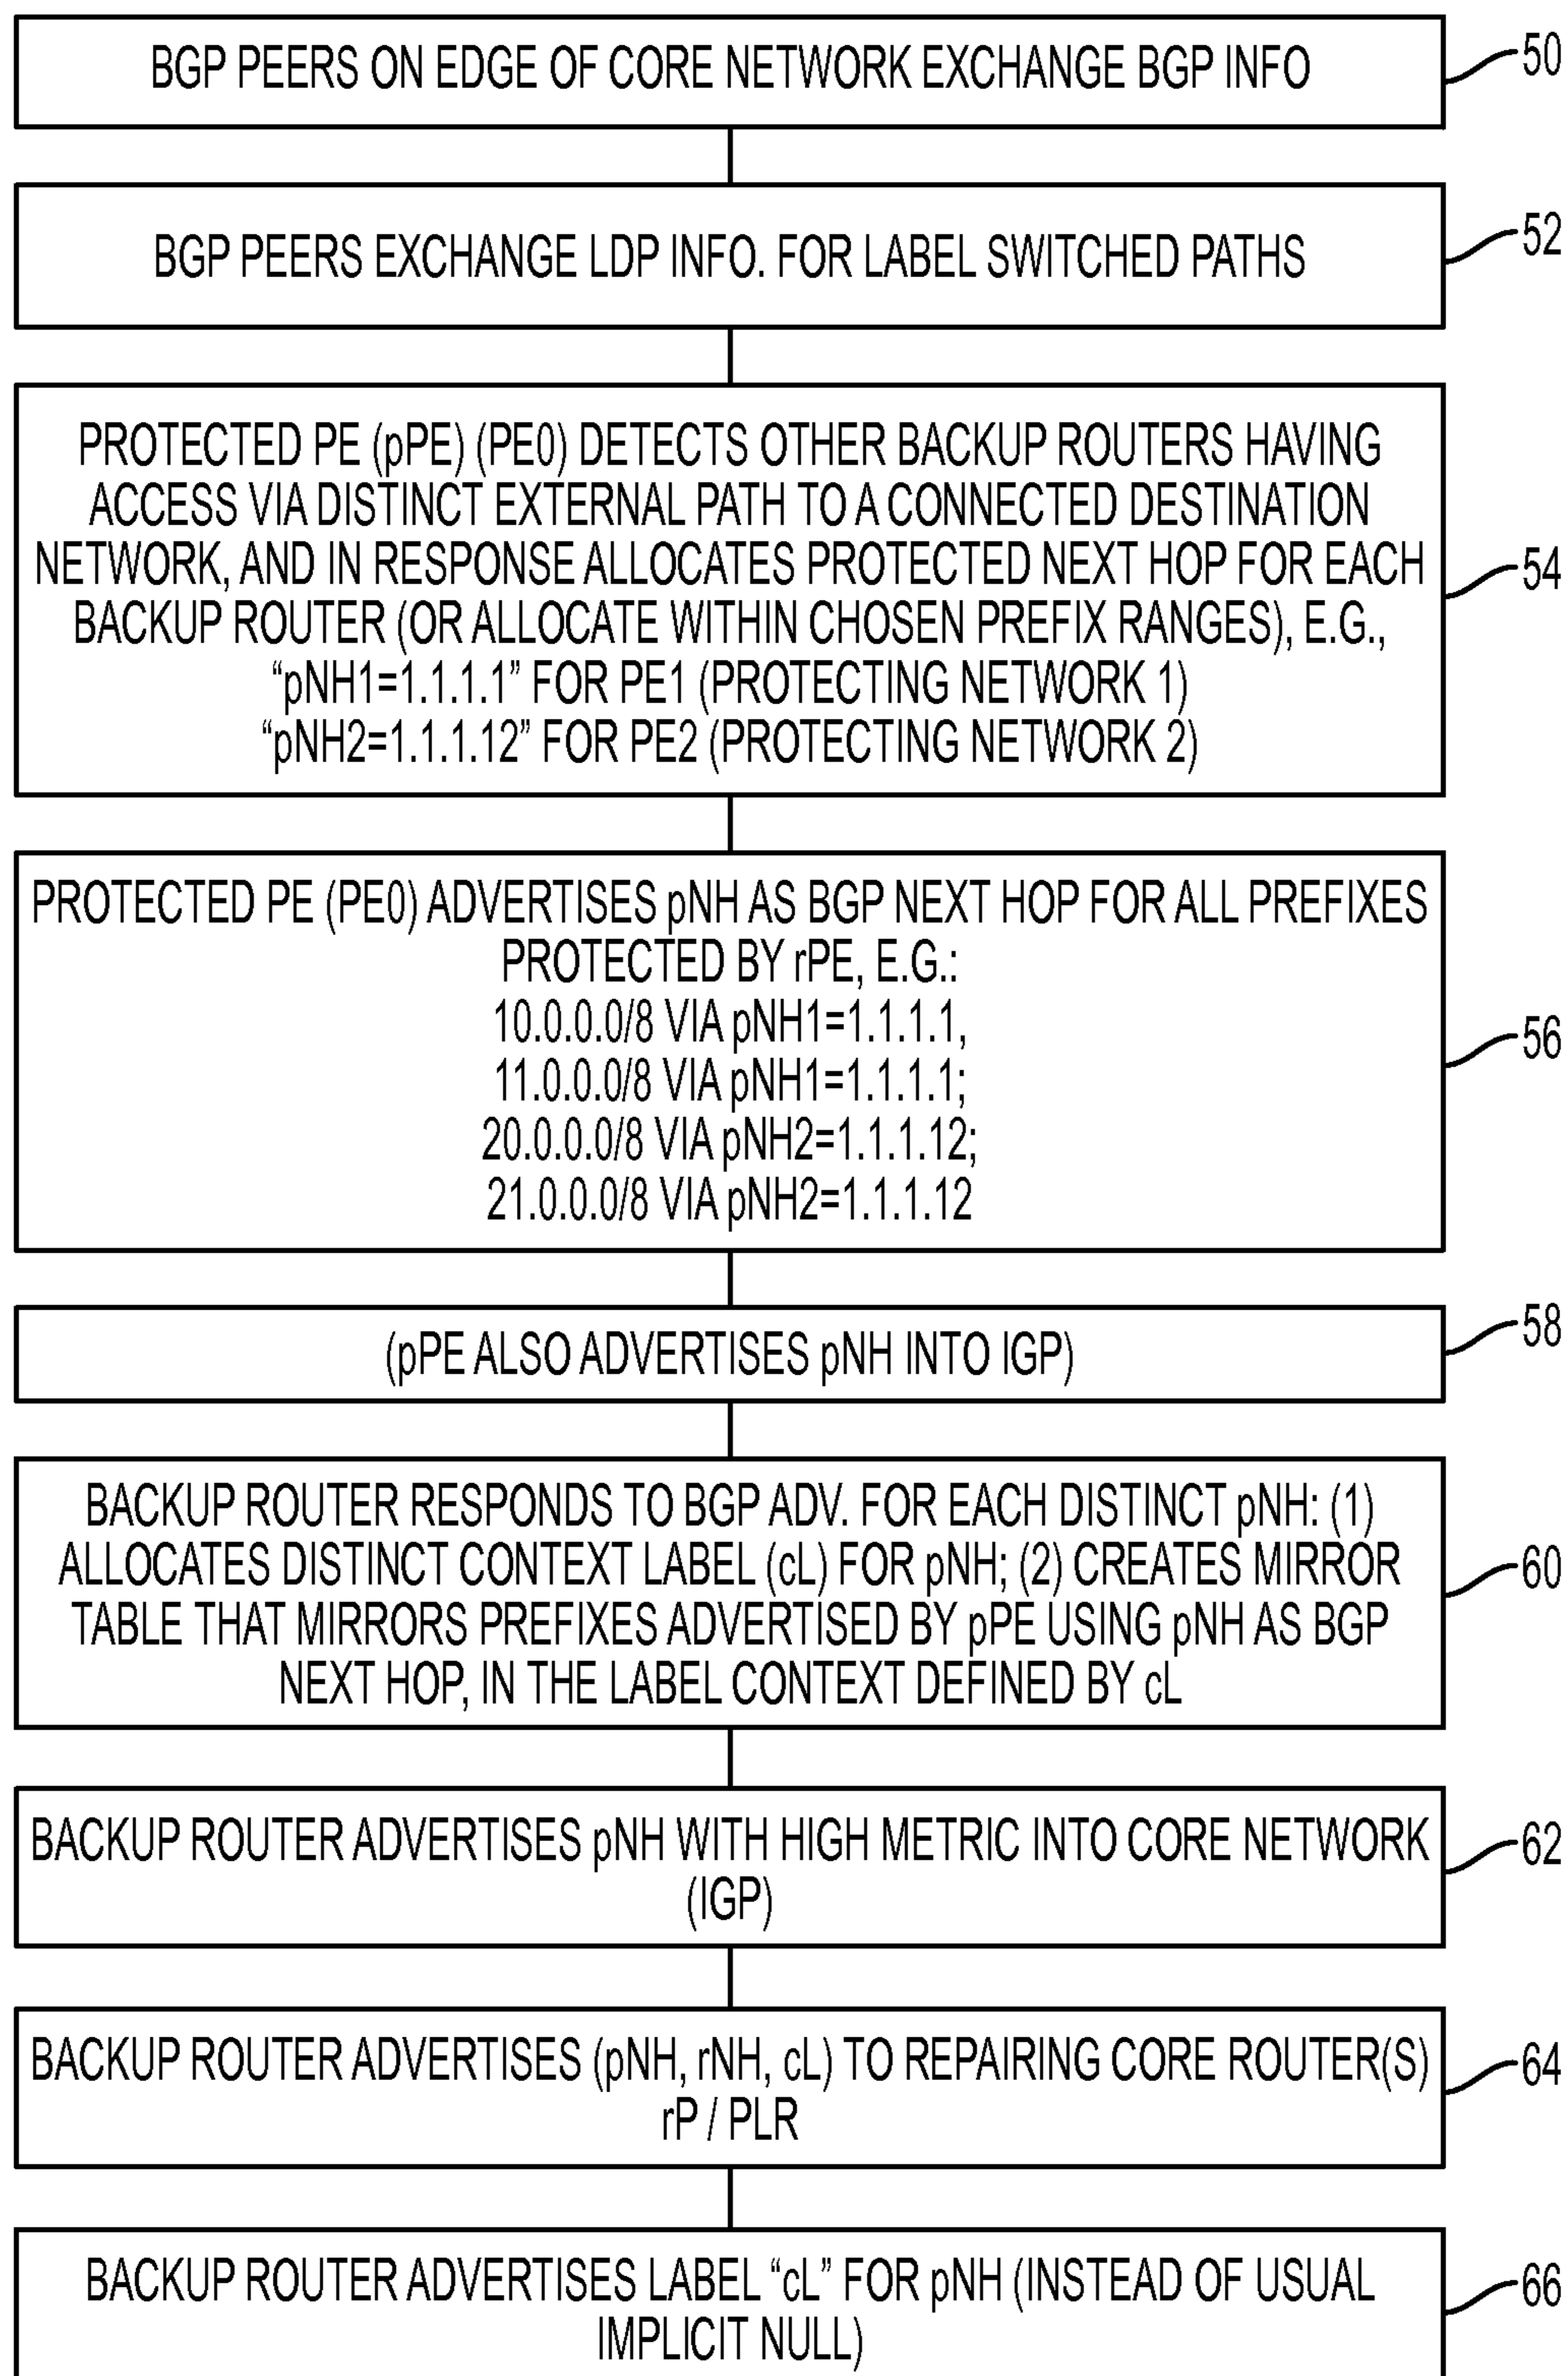 BGP PEERS ON EDGE OF CORE NETWORK EXCHANGE BGP INFO
50
BGP PEERS EXCHANGE LDP INFO. FOR LABEL SWITCHED PATHS
52
PROTECTED PE (pPE) (PE0) DETECTS OTHER BACKUP ROUTERS HAVING
ACCESS VIA DISTINCT EXTERNAL PATH TO A CONNECTED DESTINATION
NETWORK, AND IN RESPONSE ALLOCATES PROTECTED NEXT HOP FOR EACH
BACKUP ROUTER (OR ALLOCATE WITHIN CHOSEN PREFIX RANGES), E.G.,
“pNH1=1.1.1.1” FOR PE1 (PROTECTING NETWORK 1)
“pNH2=1.1.1.12” FOR PE2 (PROTECTING NETWORK 2)
54
PROTECTED PE (PE0) ADVERTISES pNH AS BGP NEXT HOP FOR ALL PREFIXES
PROTECTED BY rPE, E.G.:
10.0.0.0/8 VIA pNH1=1.1.1.1,
11.0.0.0/8 VIA pNH1=1.1.1.1;
20.0.0.0/8 VIA pNH2=1.1.1.12;
21.0.0.0/8 VIA pNH2=1.1.1.12
56
(pPE ALSO ADVERTISES pNH INTO IGP)
58
BACKUP ROUTER RESPONDS TO BGP ADV. FOR EACH DISTINCT pNH: (1)
ALLOCATES DISTINCT CONTEXT LABEL (cL) FOR pNH; (2) CREATES MIRROR
TABLE THAT MIRRORS PREFIXES ADVERTISED BY pPE USING pNH AS BGP
NEXT HOP, IN THE LABEL CONTEXT DEFINED BY cL
60
BACKUP ROUTER ADVERTISES pNH WITH HIGH METRIC INTO CORE NETWORK
(IGP)
62
BACKUP ROUTER ADVERTISES (pNH, rNH, cL) TO REPAIRING CORE ROUTER(S)
rP / PLR
64
BACKUP ROUTER ADVERTISES LABEL “cL” FOR pNH (INSTEAD OF USUAL
IMPLICIT NULL)
66